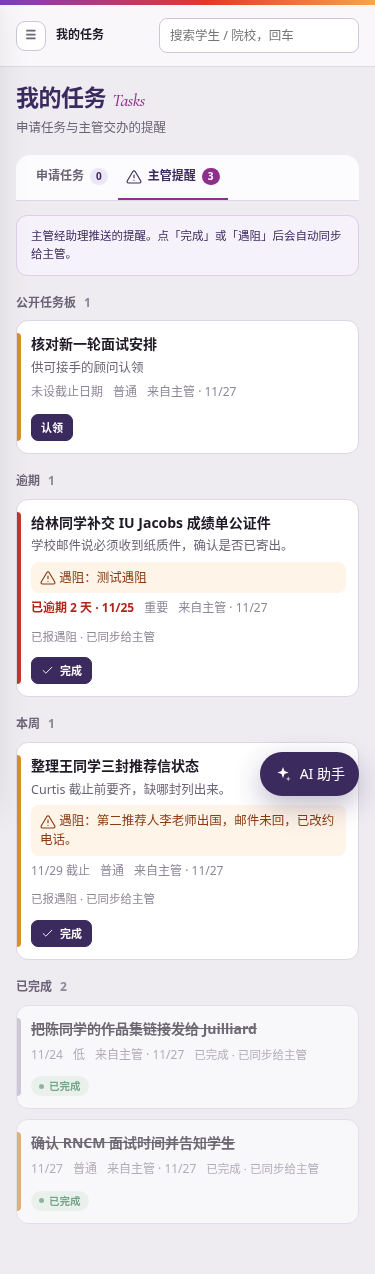 我的任务
搜索学生 / 院校，回车
我的任务 Tasks
申请任务与主管交办的提醒
申请任务 0 主管提醒 3
主管经助理推送的提醒。点「完成」或「遇阻」后会自动同步
给主管。
公开任务板 1
核对新一轮面试安排
供可接手的顾问认领
未设截止日期 普通 来自主管 · 11/27
认领
逾期 1
给林同学补交 IU Jacobs 成绩单公证件
学校邮件说必须收到纸质件，确认是否已寄出。
遇阻：测试遇阻
已逾期 2 天 · 11/25 重要 来自主管 · 11/27
已报遇阻 · 已同步给主管
完成
本周 1
整理王同学三封推荐信状态
Curtis 截止前要齐，缺哪封列出来。
AI 助手
遇阻：第二推荐人李老师出国，邮件未回，已改约
电话。
11/29 截止 普通 来自主管 · 11/27
已报遇阻 · 已同步给主管
完成
已完成 2
把陈同学的作品集链接发给 Juilliard
11/24 低 来自主管 · 11/27 已完成 · 已同步给主管
已完成
确认 RNCM 面试时间并告知学生
11/27 普通 来自主管 · 11/27 已完成 · 已同步给主管
已完成